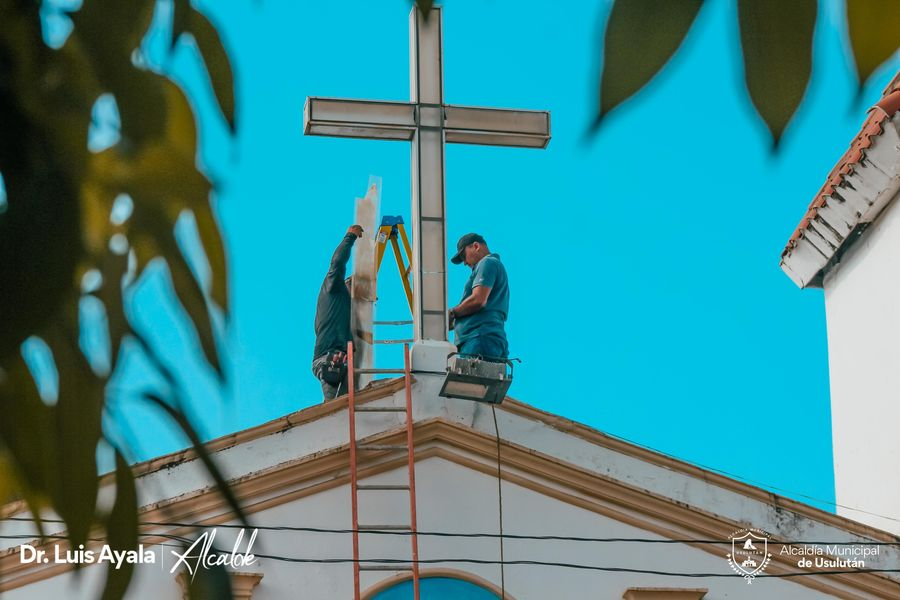 Dr. Luis Ayala | Alcalde
Alcaldía Municipal
de Usulután